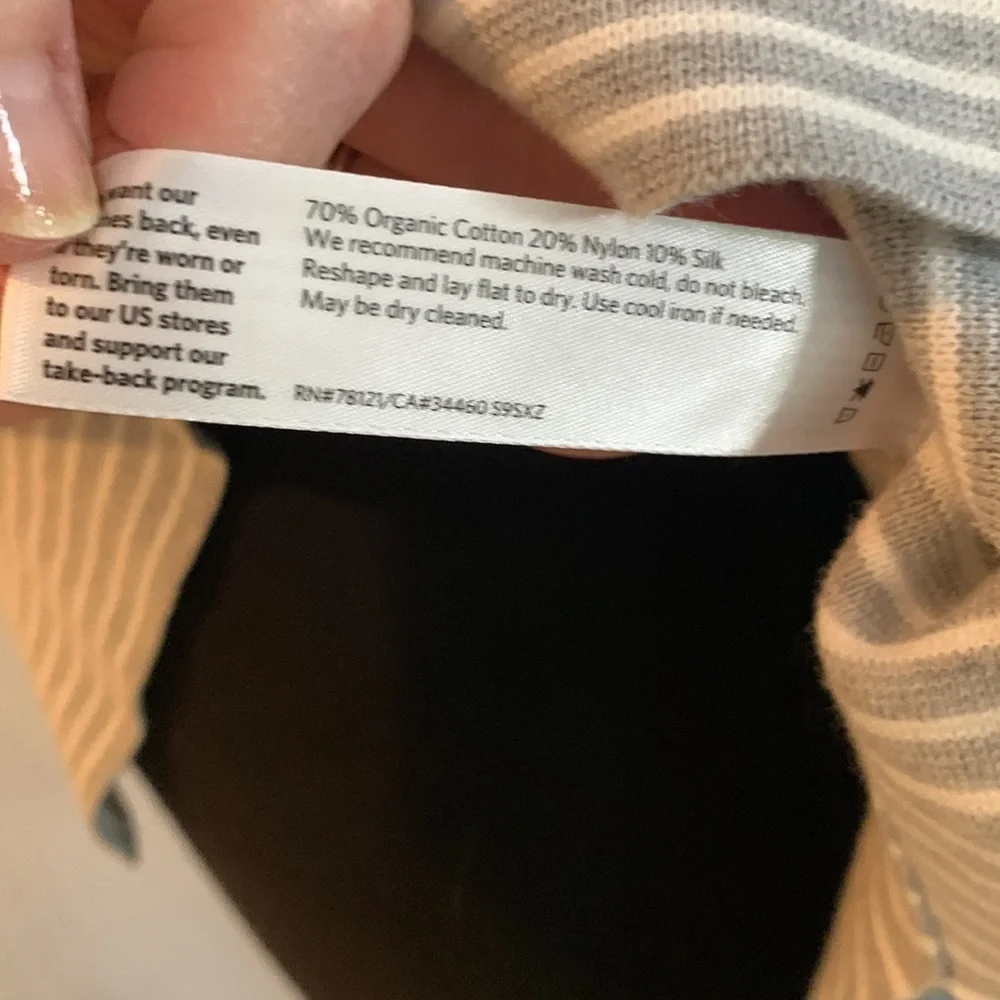 want our
even
they're worn or
torn. Bring them
to our US stores
and support our
take-back program.
70% Organic Cotton 20% Nylon 10% Silk
We recommend machine wash cold, do not bleach.
Reshape and lay flat to dry. Use cool iron if needed.
May be dry cleaned.
RN#78121/CA#34460 S9SXZ